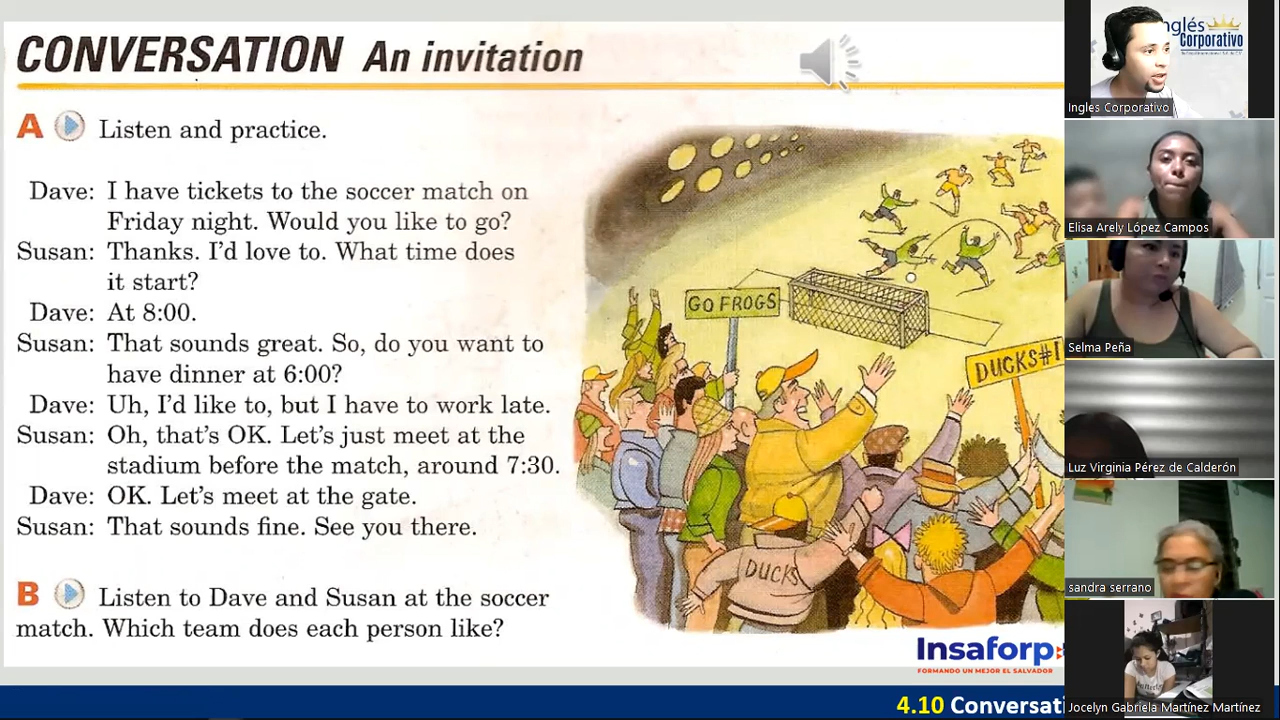 CONVERSATION An invitation
A Listen and practice.
Dave: I have tickets to the soccer match on
Friday night. Would you like to go?
Susan: Thanks. I'd love to. What time does
it start?
Dave: At 8:00.
Susan: That sounds great. So, do you want to
have dinner at 6:00?
Dave: Uh, I'd like to, but I have to work late.
Susan: Oh, that's OK. Let's just meet at the
stadium before the match, around 7:30.
Dave: OK. Let's meet at the gate.
Susan: That sounds fine. See you there.
B Listen to Dave and Susan at the soccer
match. Which team does each person like?
GO FROGS
DUCKS#1
DUCKS
Insaforp
FORMANDO UN MEJOR EL SALVADOR
4.10 Conversati
nglés
Corporativo
Ingles Corporativo
Elisa Arely López Campos
Selma Peña
Luz Virginia Pérez de Calderón
sandra serrano
Jocelyn Gabriela Martínez Martínez